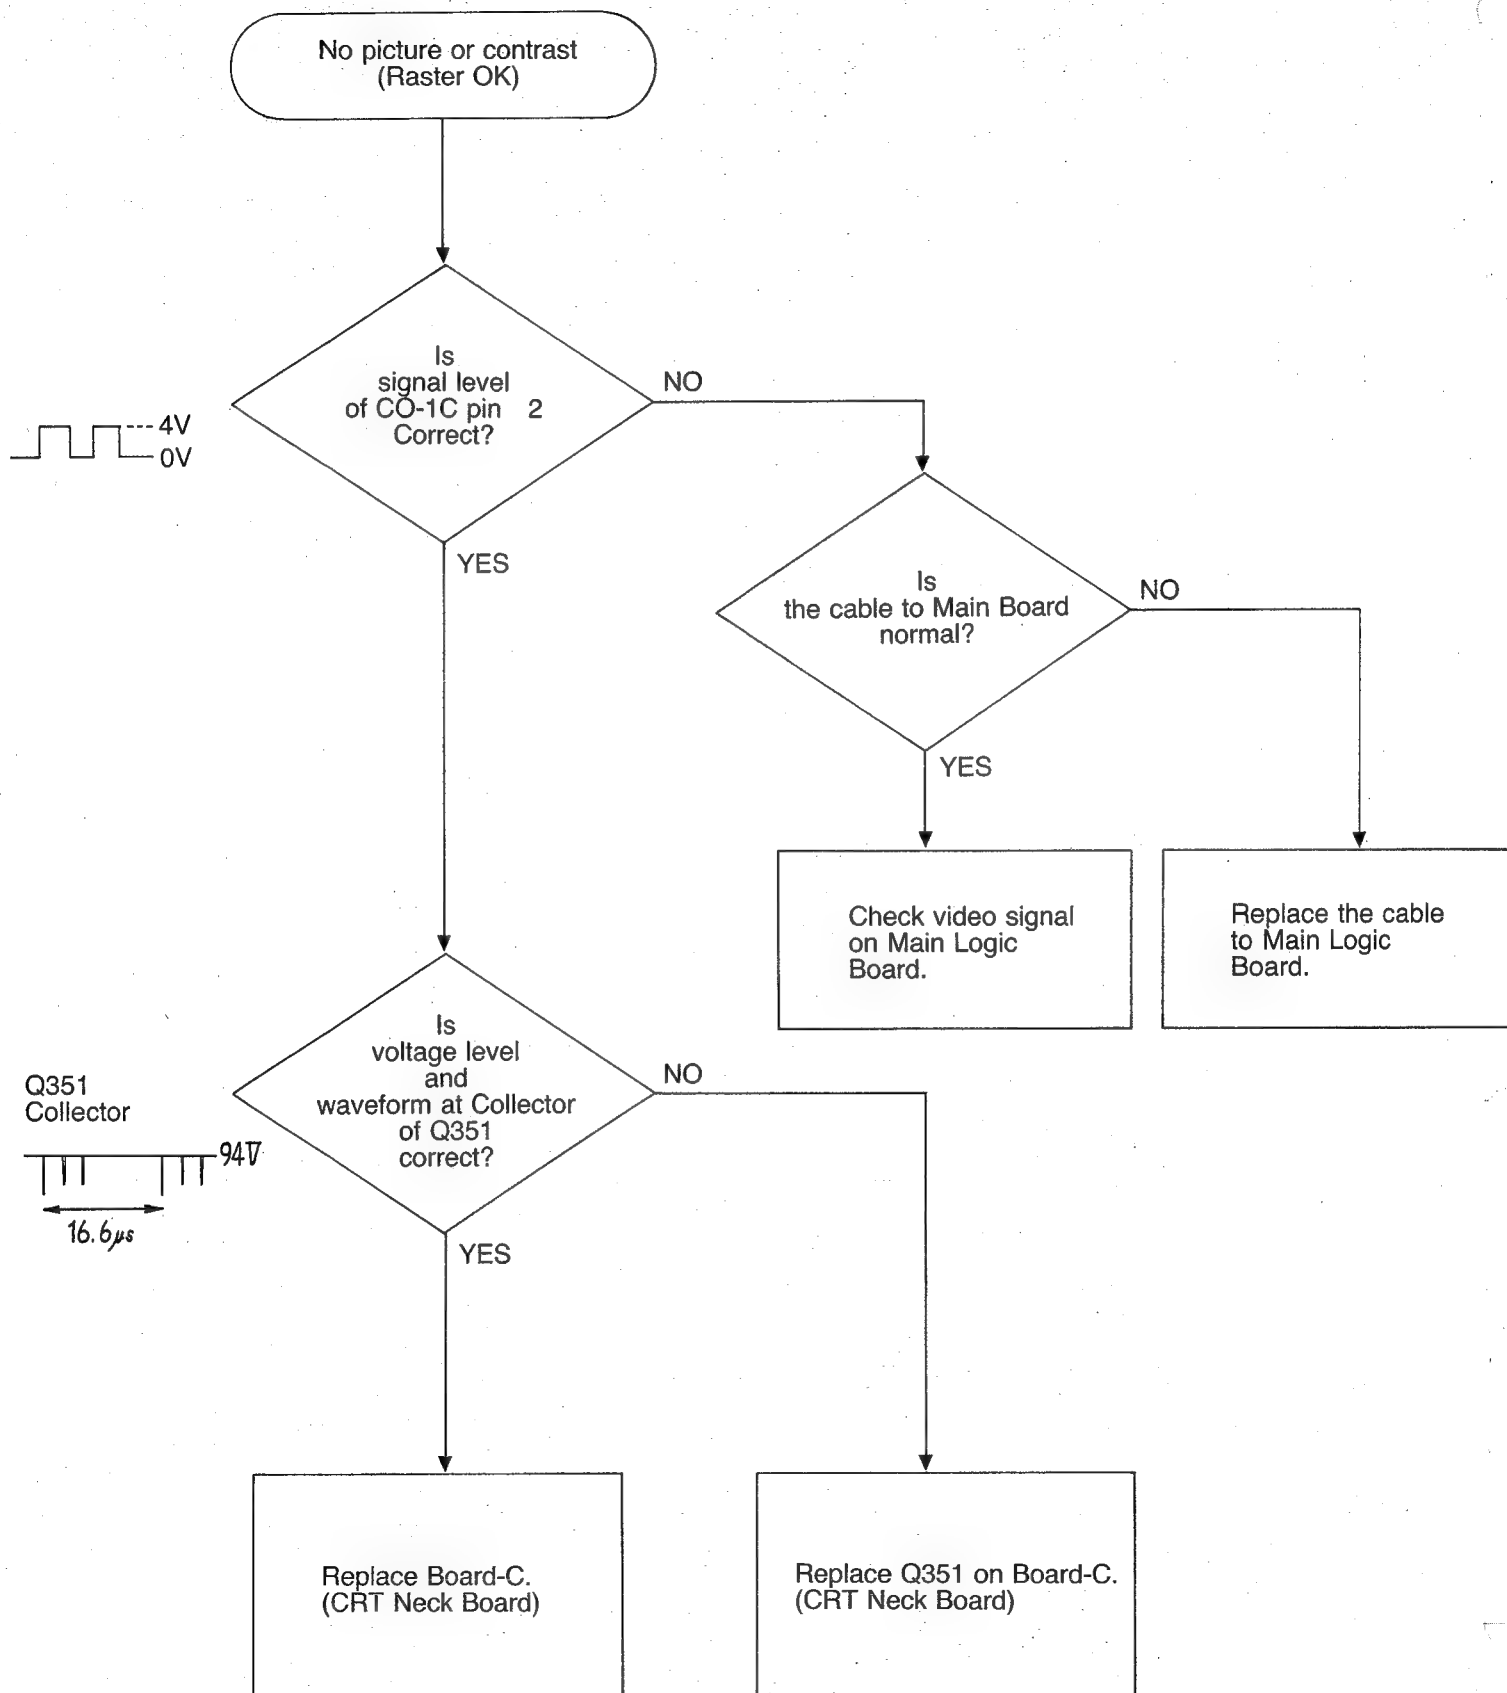 No picture or contrast
(Raster OK)
Is
signal level
of CO-1C pin 2
Correct?
NO
4V
0V
YES
Is
the cable to Main Board
normal?
NO
YES
Check video signal
on Main Logic
Board.
Replace the cable
to Main Logic
Board.
Is
voltage level
and
waveform at Collector
of Q351
correct?
NO
Q351
Collector
94V
16.6μs
YES
Replace Board-C.
(CRT Neck Board)
Replace Q351 on Board-C.
(CRT Neck Board)